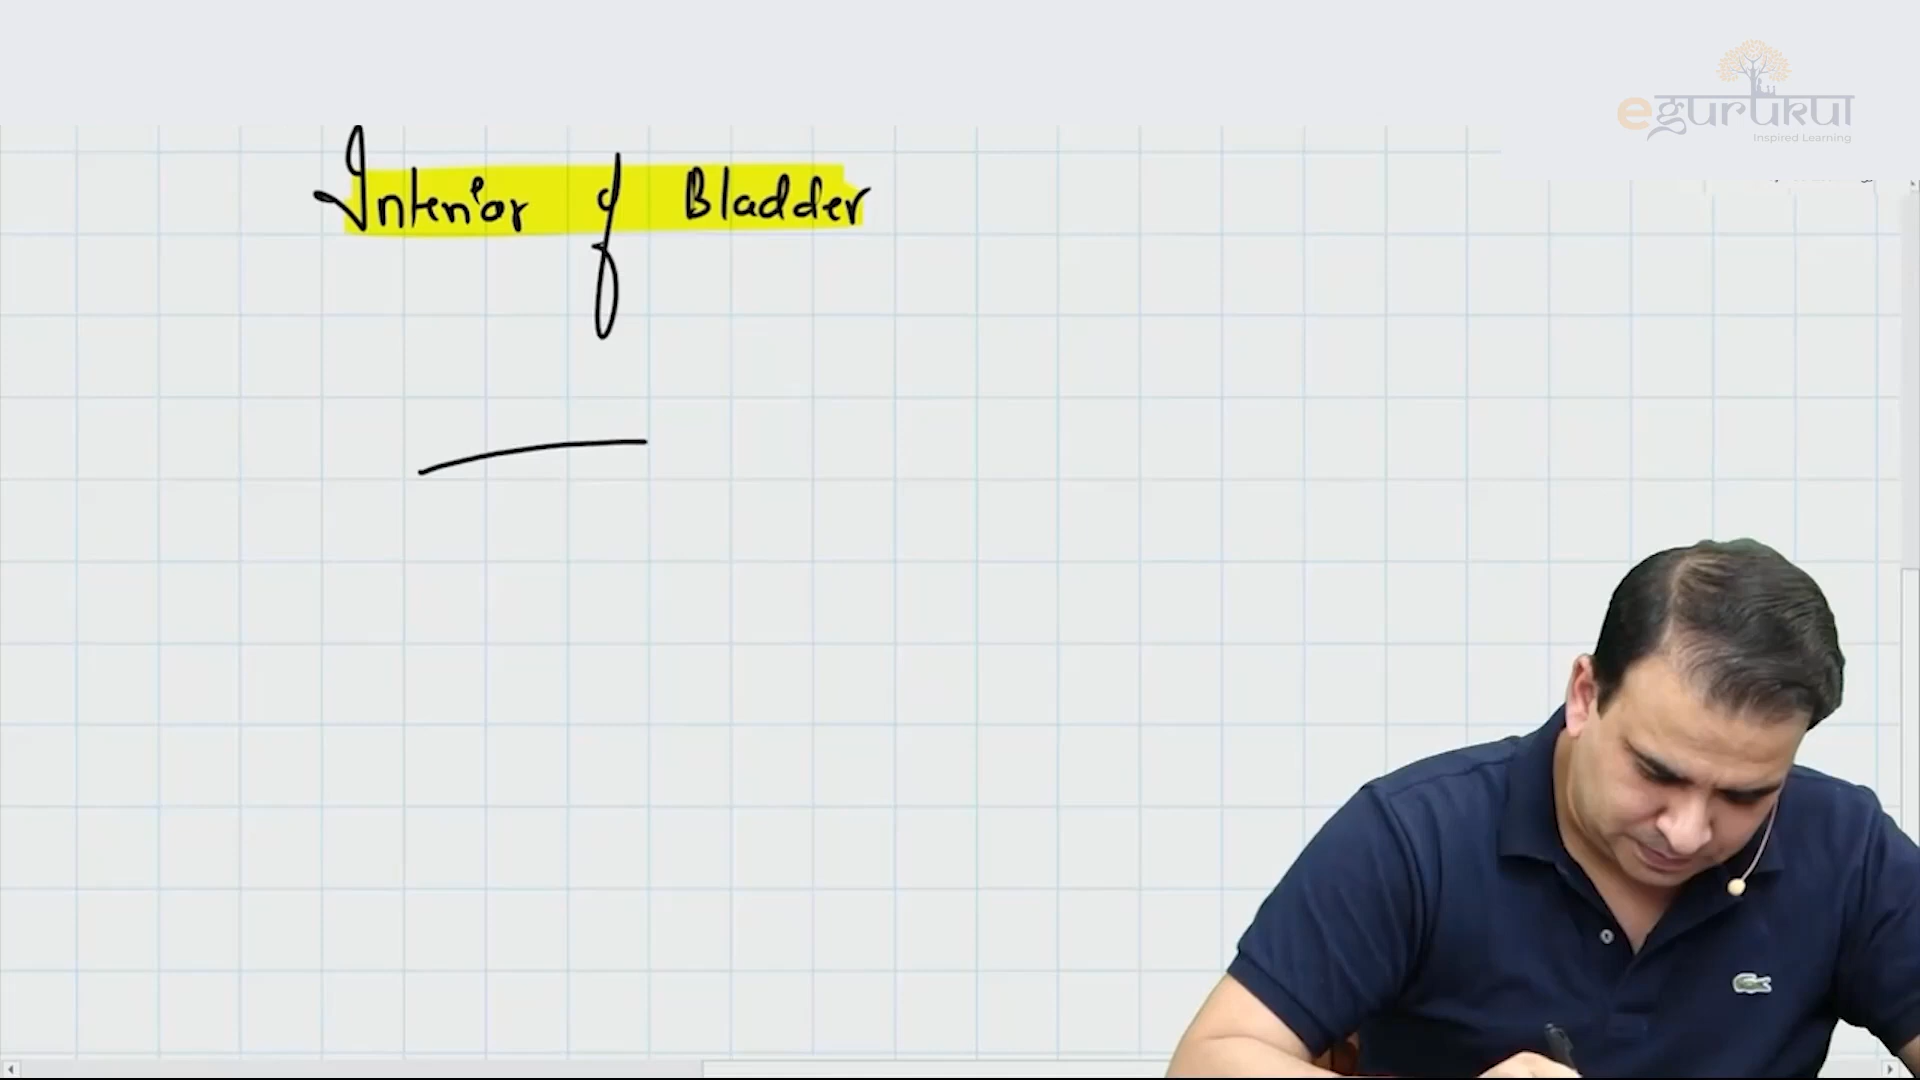 egurukul
Inspired Learning
Interior of Bladder